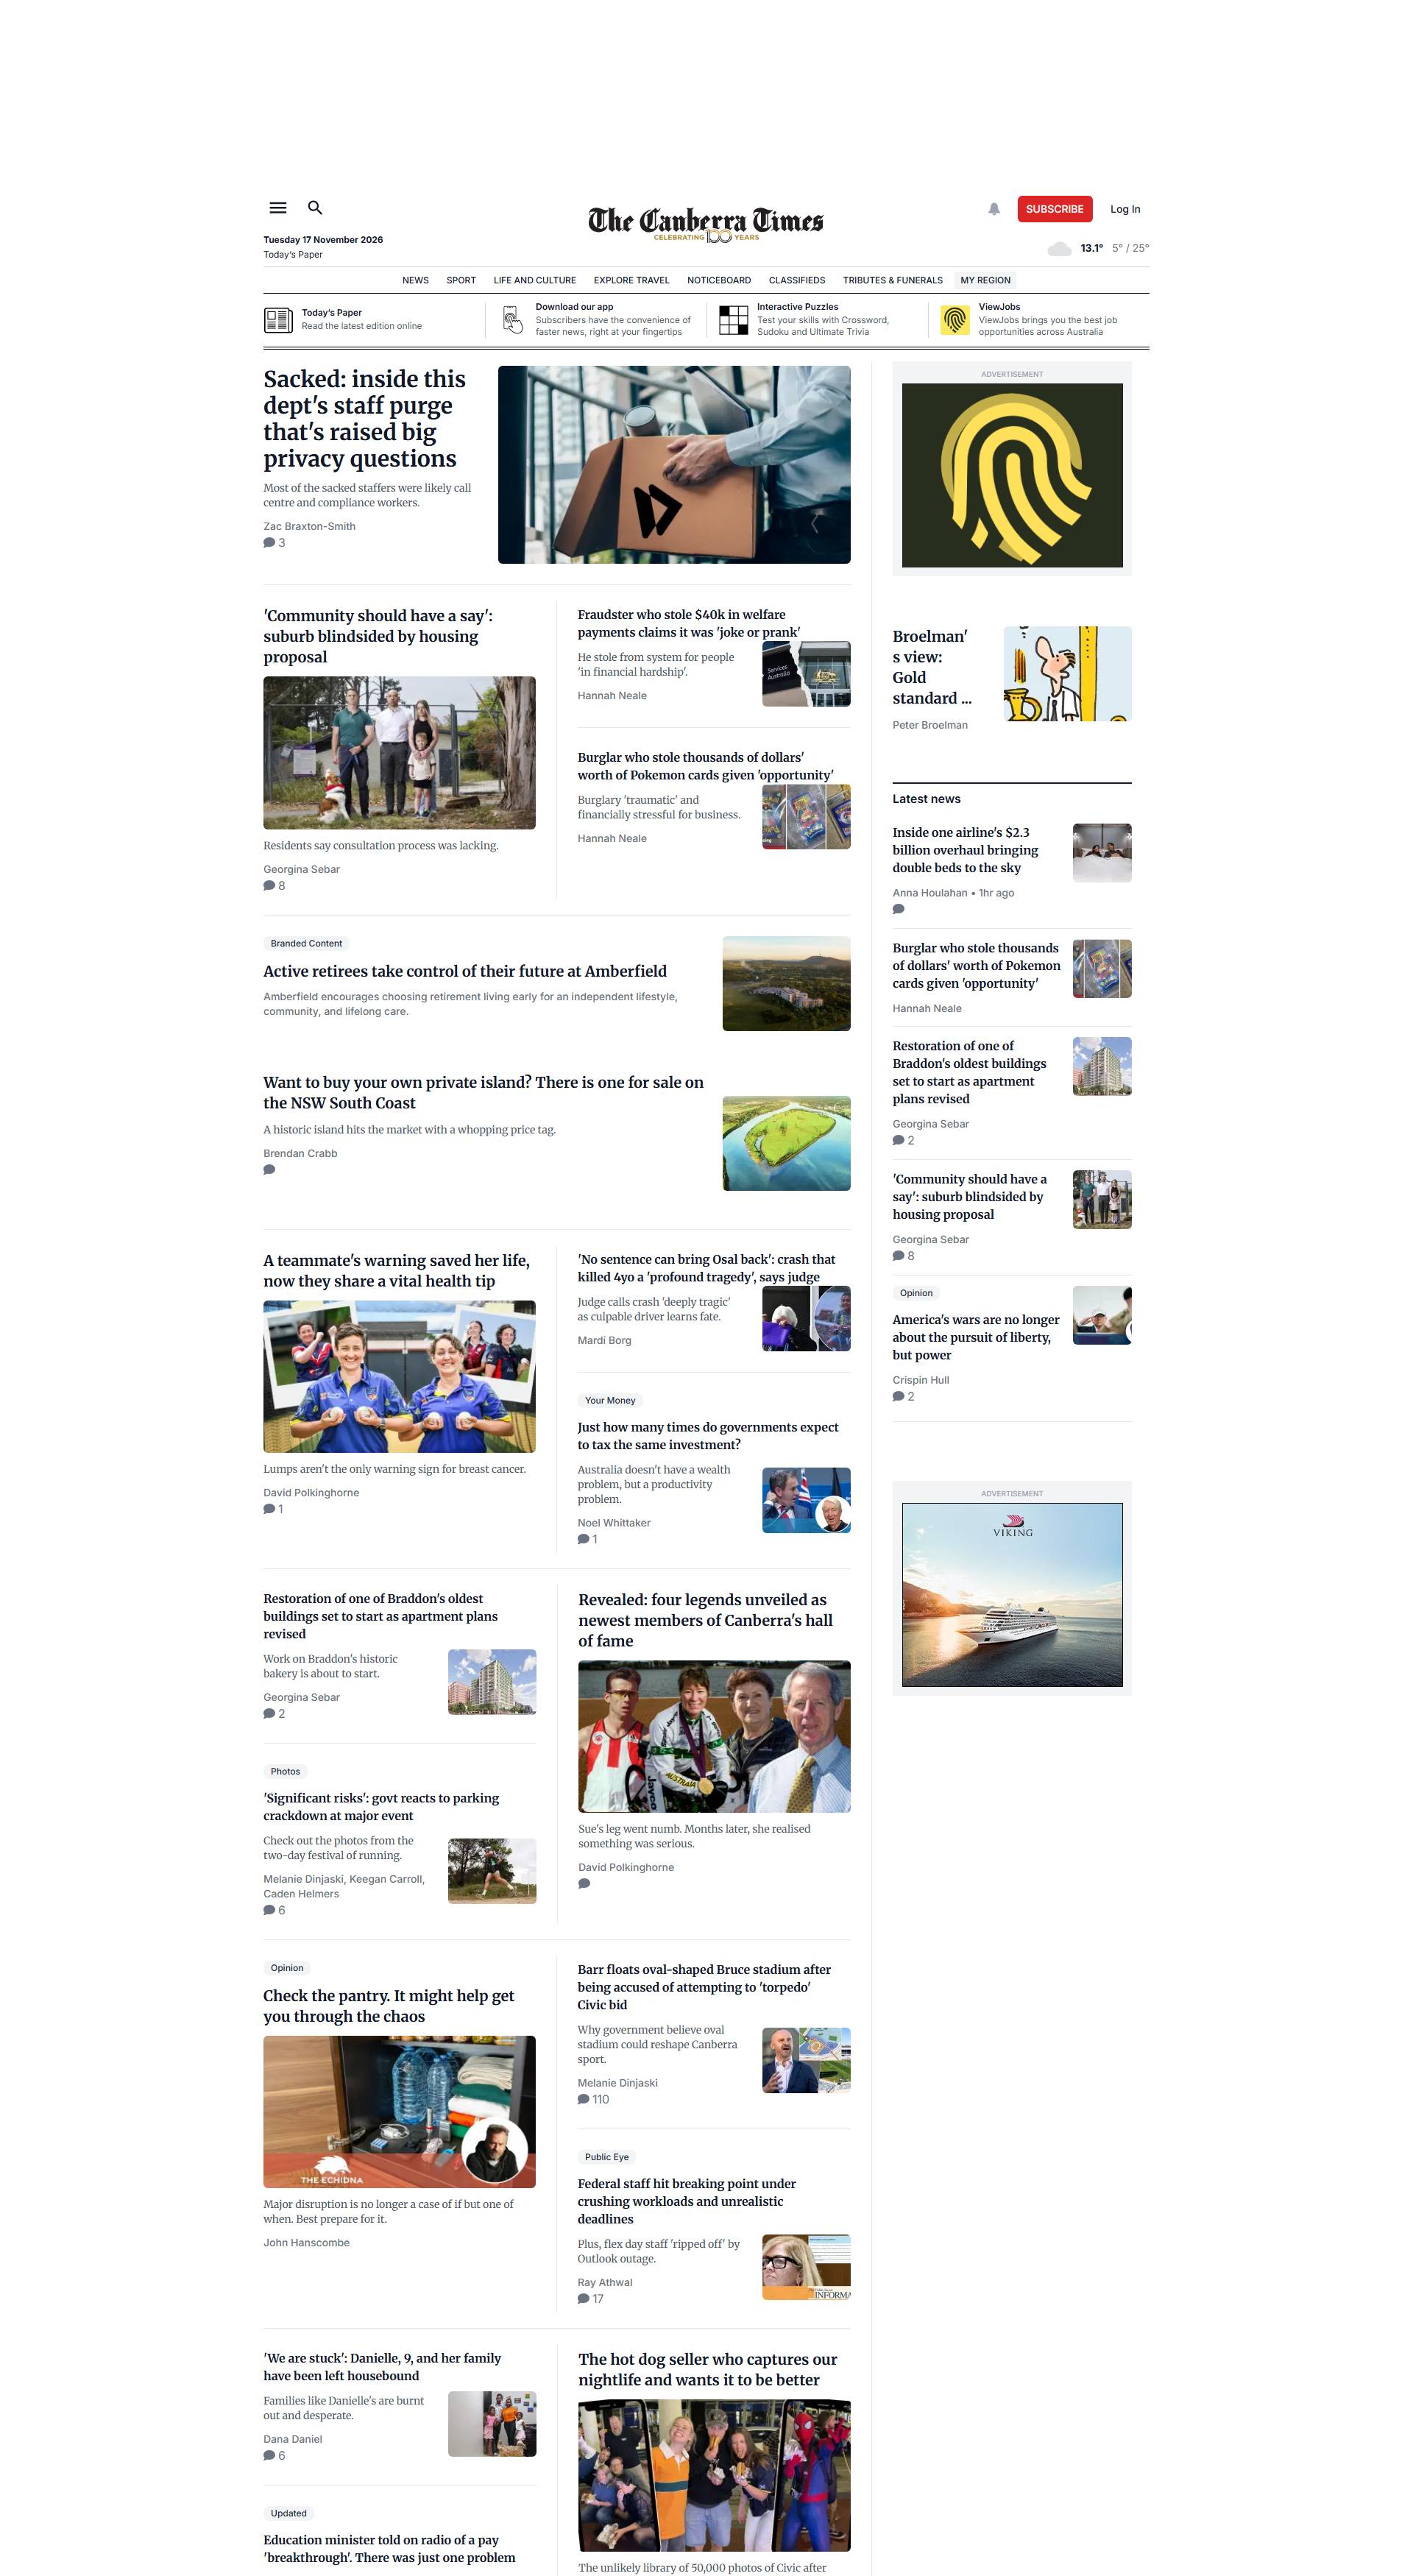 The Canberra Times
CELEBRATING 100 YEARS
SUBSCRIBE
Log In
Tuesday 17 November 2026
Today's Paper
13.1° 5° / 25°
NEWS SPORT LIFE AND CULTURE EXPLORE TRAVEL NOTICEBOARD CLASSIFIEDS TRIBUTES & FUNERALS MY REGION
Today's Paper
Read the latest edition online
Download our app
Subscribers have the convenience of
faster news, right at your fingertips
Interactive Puzzles
Test your skills with Crossword,
Sudoku and Ultimate Trivia
ViewJobs
ViewJobs brings you the best job
opportunities across Australia
Sacked: inside this
dept's staff purge
that's raised big
privacy questions
Most of the sacked staffers were likely call
centre and compliance workers.
Zac Braxton-Smith
3
'Community should have a say':
suburb blindsided by housing
proposal
Residents say consultation process was lacking.
Georgina Sebar
8
Fraudster who stole $40k in welfare
payments claims it was 'joke or prank'
He stole from system for people
'in financial hardship'.
Hannah Neale
Services
Australia
Burglar who stole thousands of dollars'
worth of Pokemon cards given 'opportunity'
Burglary 'traumatic' and
financially stressful for business.
Hannah Neale
Branded Content
Active retirees take control of their future at Amberfield
Amberfield encourages choosing retirement living early for an independent lifestyle,
community, and lifelong care.
Want to buy your own private island? There is one for sale on
the NSW South Coast
A historic island hits the market with a whopping price tag.
Brendan Crabb
A teammate's warning saved her life,
now they share a vital health tip
Lumps aren't the only warning sign for breast cancer.
David Polkinghorne
1
'No sentence can bring Osal back': crash that
killed 4yo a 'profound tragedy', says judge
Judge calls crash 'deeply tragic'
as culpable driver learns fate.
Mardi Borg
Your Money
Just how many times do governments expect
to tax the same investment?
Australia doesn't have a wealth
problem, but a productivity
problem.
Noel Whittaker
1
Restoration of one of Braddon's oldest
buildings set to start as apartment plans
revised
Work on Braddon's historic
bakery is about to start.
Georgina Sebar
2
Photos
'Significant risks': govt reacts to parking
crackdown at major event
Check out the photos from the
two-day festival of running.
Melanie Dinjaski, Keegan Carroll,
Caden Helmers
6
Revealed: four legends unveiled as
newest members of Canberra's hall
of fame
AUSTRALIA
Jayco
Sue's leg went numb. Months later, she realised
something was serious.
David Polkinghorne
Opinion
Check the pantry. It might help get
you through the chaos
THE ECHIDNA
Major disruption is no longer a case of if but one of
when. Best prepare for it.
John Hanscombe
Barr floats oval-shaped Bruce stadium after
being accused of attempting to 'torpedo'
Civic bid
Why government believe oval
stadium could reshape Canberra
sport.
Melanie Dinjaski
110
Public Eye
Federal staff hit breaking point under
crushing workloads and unrealistic
deadlines
Plus, flex day staff 'ripped off' by
Outlook outage.
Ray Athwal
17
INFORMA
'We are stuck': Danielle, 9, and her family
have been left housebound
Families like Danielle's are burnt
out and desperate.
Dana Daniel
6
Updated
Education minister told on radio of a pay
'breakthrough'. There was just one problem
The hot dog seller who captures our
nightlife and wants it to be better
The unlikely library of 50,000 photos of Civic after
ADVERTISEMENT
Broelman'
s view:
Gold
standard ...
Peter Broelman
Latest news
Inside one airline's $2.3
billion overhaul bringing
double beds to the sky
Anna Houlahan • 1hr ago
Burglar who stole thousands
of dollars' worth of Pokemon
cards given 'opportunity'
Hannah Neale
Restoration of one of
Braddon's oldest buildings
set to start as apartment
plans revised
Georgina Sebar
2
'Community should have a
say': suburb blindsided by
housing proposal
Georgina Sebar
8
Opinion
America's wars are no longer
about the pursuit of liberty,
but power
Crispin Hull
2
ADVERTISEMENT
VIKING